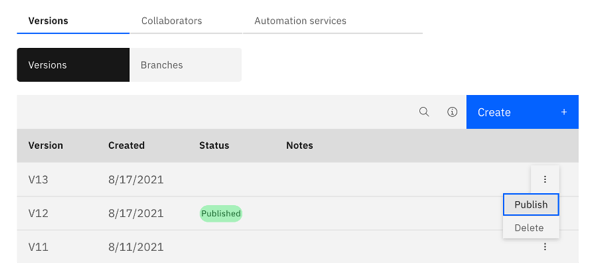 Versions Collaborators Automation services
Versions Branches
Create +
Version Created Status Notes
V13 8/17/2021
Publish
V12 8/17/2021 Published
Delete
V11 8/11/2021